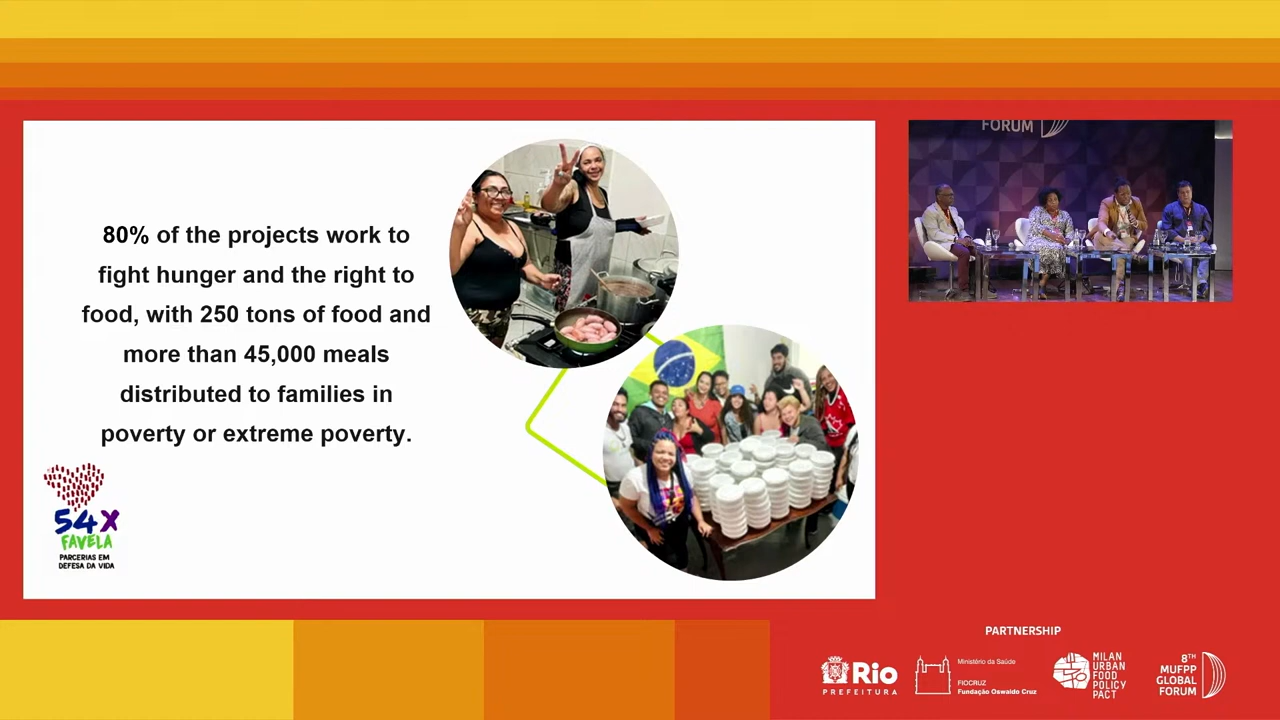 FORUM
80% of the projects work to
fight hunger and the right to
food, with 250 tons of food and
more than 45,000 meals
distributed to families in
poverty or extreme poverty.
54X
FAVELA
PARCERIAS EM
DEFESA DA VIDA
PARTNERSHIP
Rio
PREFEITURA
Ministério da Saúde
FIOCRUZ
Fundação Oswaldo Cruz
MILAN
URBAN
FOOD
POLICY
PACT
8TH
MUFPP
GLOBAL
FORUM